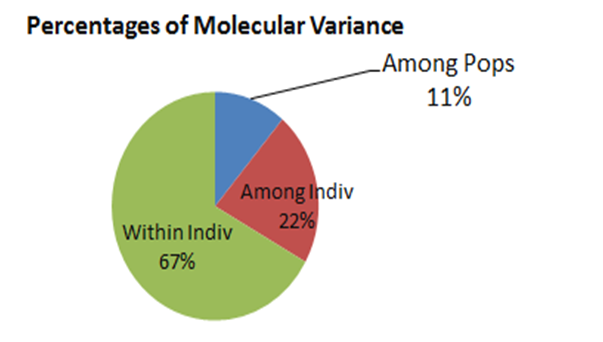 Percentages of Molecular Variance
Among Pops
11%
Among Indiv
22%
Within Indiv
67%